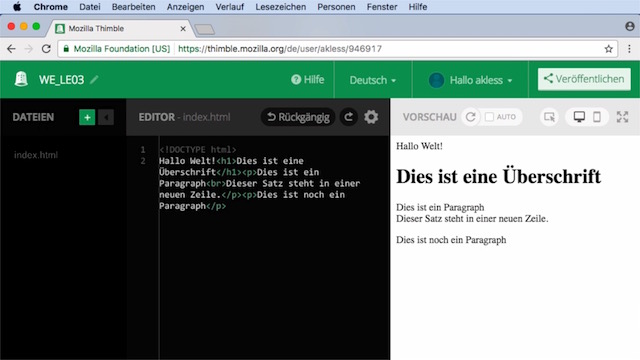 Chrome Datei Bearbeiten Anzeigen Verlauf Lesezeichen Personen Fenster Hilfe
Mozilla Thimble
Mozilla Foundation [US] https://thimble.mozilla.org/de/user/akless/946917
WE_LE03 Hilfe Deutsch Hallo akless Veröffentlichen
DATEIEN EDITOR - index.html Rückgängig VORSCHAU AUTO
index.html
1 <!DOCTYPE html>
2 Hallo Welt!<h1>Dies ist eine
Überschrift</h1><p>Dies ist ein
Paragraph<br>Dieser Satz steht in einer
neuen Zeile.</p><p>Dies ist noch ein
Paragraph</p>
Hallo Welt!
Dies ist eine Überschrift
Dies ist ein Paragraph
Dieser Satz steht in einer neuen Zeile.
Dies ist noch ein Paragraph